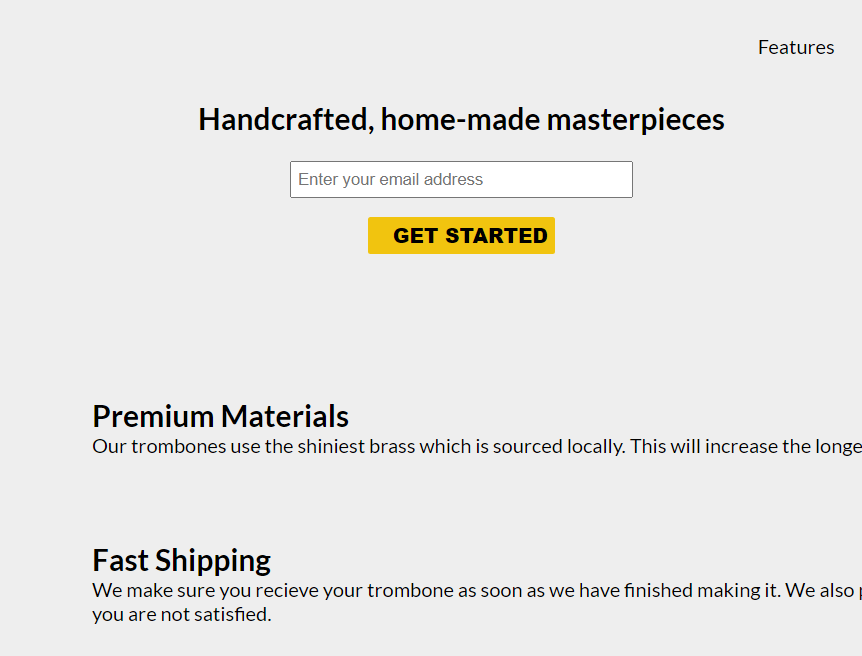 Features
Handcrafted, home-made masterpieces
Enter your email address
GET STARTED
Premium Materials
Our trombones use the shiniest brass which is sourced locally. This will increase the longe
Fast Shipping
We make sure you recieve your trombone as soon as we have finished making it. We also p
you are not satisfied.